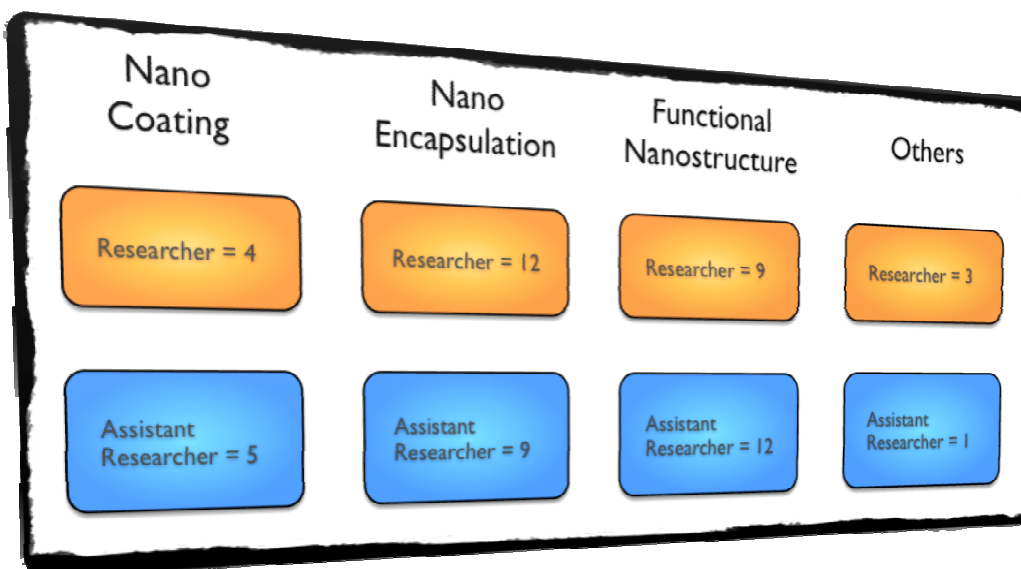 Nano
Coating
Nano
Encapsulation
Functional
Nanostructure
Others
Researcher = 4
Researcher = 12
Researcher = 9
Researcher = 3
Assistant
Researcher = 5
Assistant
Researcher = 9
Assistant
Researcher = 12
Assistant
Researcher = 1